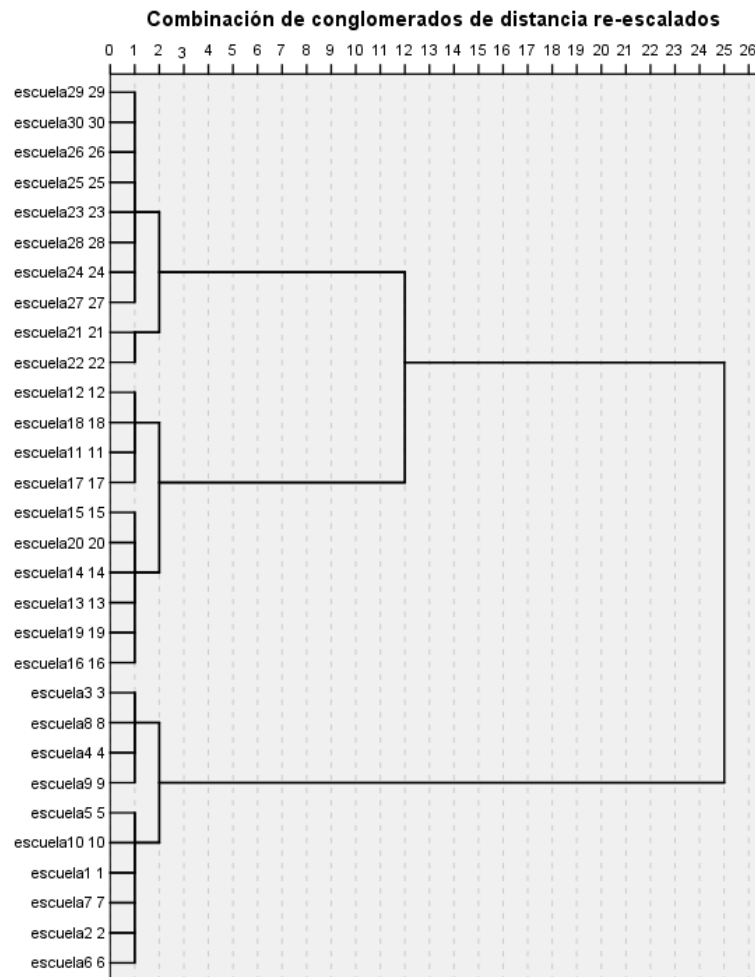 Combinación de conglomerados de distancia re-escalados
0 1 2 3 4 5 6 7 8 9 10 11 12 13 14 15 16 17 18 19 20 21 22 23 24 25 26
escuela29 29
escuela30 30
escuela26 26
escuela25 25
escuela23 23
escuela28 28
escuela24 24
escuela27 27
escuela21 21
escuela22 22
escuela12 12
escuela18 18
escuela11 11
escuela17 17
escuela15 15
escuela20 20
escuela14 14
escuela13 13
escuela19 19
escuela16 16
escuela3 3
escuela8 8
escuela4 4
escuela9 9
escuela5 5
escuela10 10
escuela1 1
escuela7 7
escuela2 2
escuela6 6